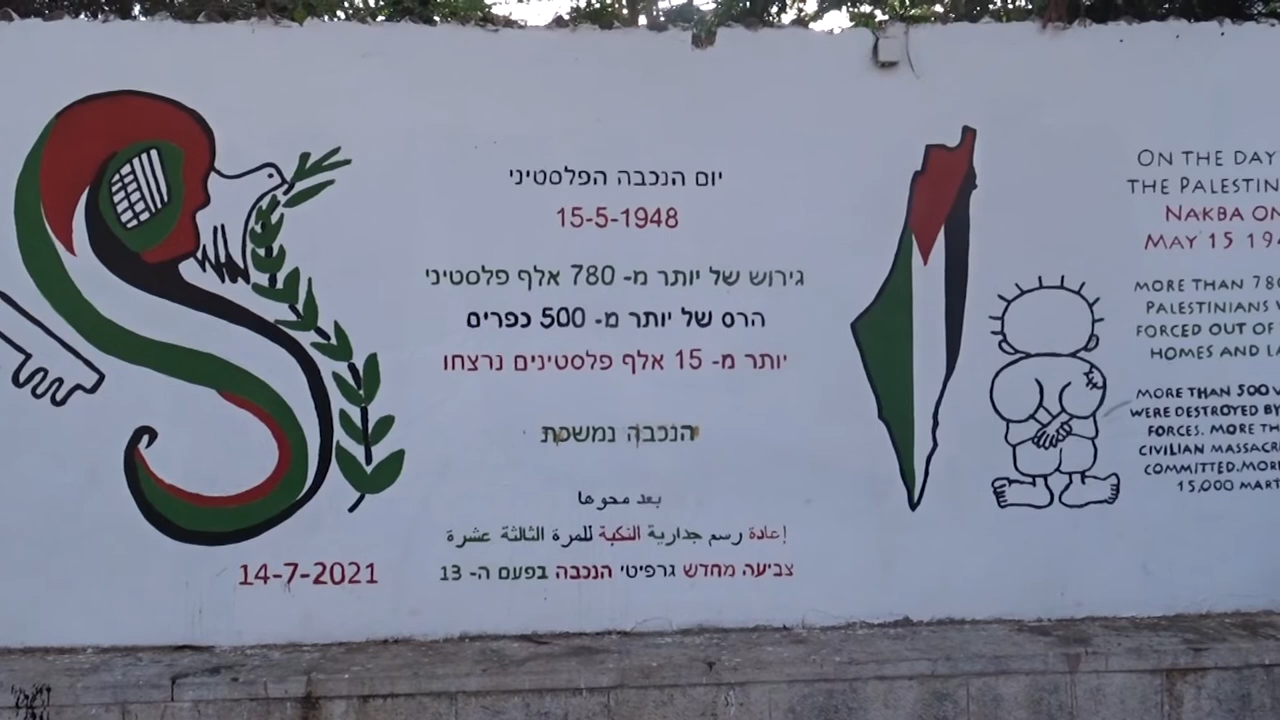 יום הנכבה הפלסטיני
15-5-1948
גירוש של יותר מ- 780 אלף פלסטיני
הרס של יותר מ- 500 כפרים
יותר מ- 15 אלף פלסטינים נרצחו
הנכבה נמשכת
بعد محوها
إعادة رسم جدارية النكبة للمرة الثالثة عشرة
צביעה מחדש גרפיטי הנכבה בפעם ה- 13
14-7-2021
ON THE DAY
THE PALESTIN
NAKBA ON
MAY 15 194
MORE THAN 780
PALESTINIANS
FORCED OUT OF
HOMES AND LA
MORE THAN 500 V
WERE DESTROYED BY
FORCES. MORE TH
CIVILIAN MASSACR
COMMITTED. MOR
15,000 MART